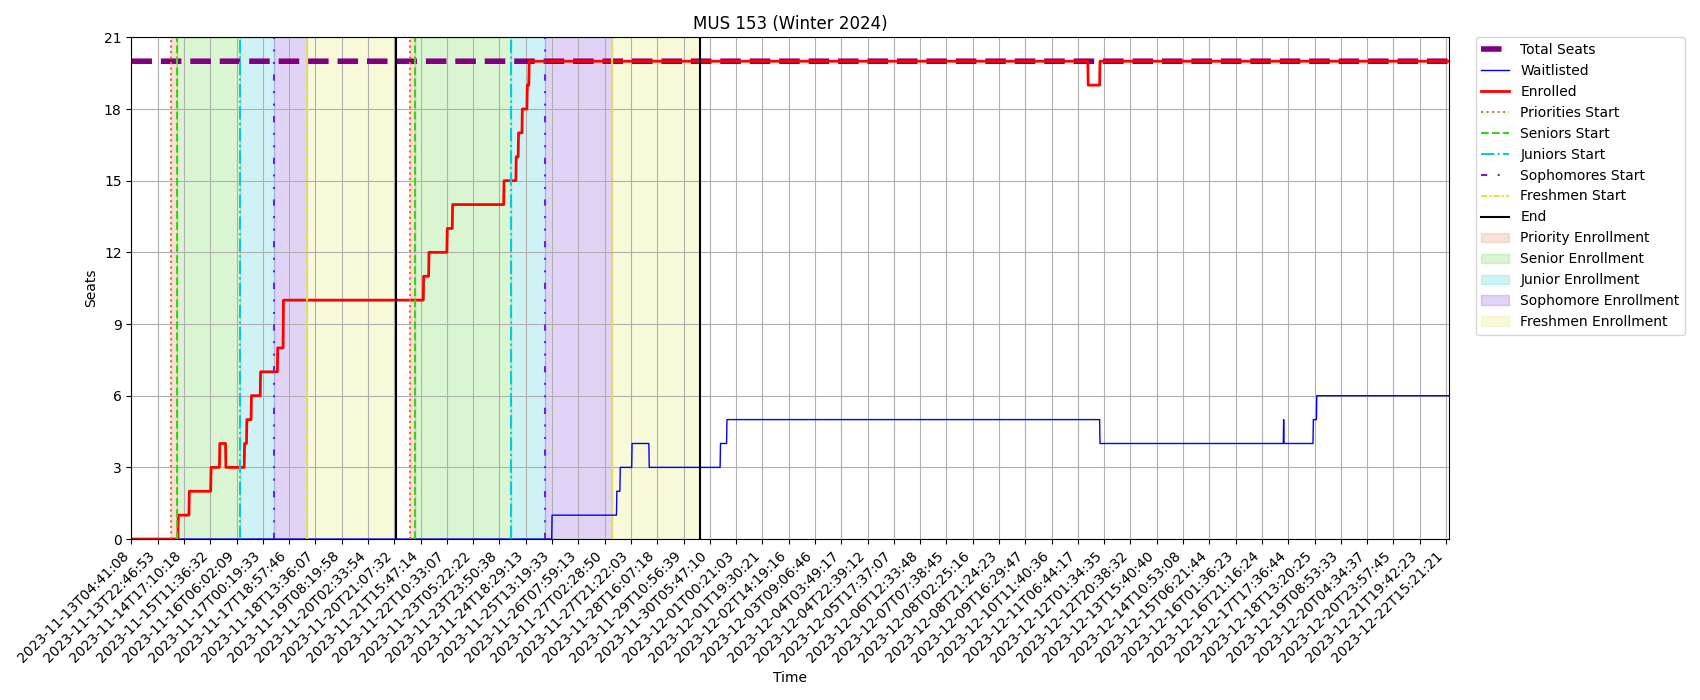 MUS 153 (Winter 2024)
21
18
15
12
9
6
3
0
Seats
2023-11-13T04:41:08
2023-11-13T22:46:53
2023-11-14T17:10:18
2023-11-15T11:36:32
2023-11-16T06:02:09
2023-11-17T00:19:33
2023-11-17T18:57:46
2023-11-18T13:36:07
2023-11-19T08:19:58
2023-11-20T02:33:54
2023-11-20T21:07:32
2023-11-21T15:47:14
2023-11-22T10:33:07
2023-11-23T05:22:22
2023-11-23T23:50:38
2023-11-24T18:29:13
2023-11-25T13:19:33
2023-11-26T07:59:13
2023-11-27T02:28:50
2023-11-27T21:22:03
2023-11-28T16:07:18
2023-11-29T10:56:39
2023-11-30T05:47:10
2023-12-01T00:21:03
2023-12-01T19:30:21
2023-12-02T14:19:16
2023-12-03T09:06:46
2023-12-04T03:49:17
2023-12-04T22:39:12
2023-12-05T17:37:07
2023-12-06T12:33:48
2023-12-07T07:38:45
2023-12-08T02:25:16
2023-12-08T21:24:23
2023-12-09T16:29:47
2023-12-10T11:40:36
2023-12-11T06:44:17
2023-12-12T01:34:35
2023-12-12T20:38:32
2023-12-13T15:40:40
2023-12-14T10:53:08
2023-12-15T06:21:44
2023-12-16T01:36:23
2023-12-16T21:16:24
2023-12-17T17:36:44
2023-12-18T13:20:25
2023-12-19T08:53:33
2023-12-20T04:34:37
2023-12-20T23:57:45
2023-12-21T19:42:23
2023-12-22T15:21:21
Time
Total Seats
Waitlisted
Enrolled
Priorities Start
Seniors Start
Juniors Start
Sophomores Start
Freshmen Start
End
Priority Enrollment
Senior Enrollment
Junior Enrollment
Sophomore Enrollment
Freshmen Enrollment